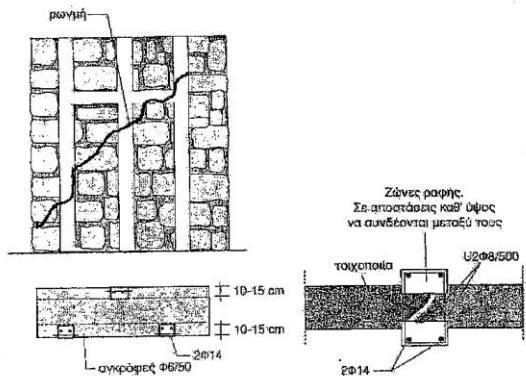 ρωγμή
Ζώνες ραφής.
Σε αποστάσεις καθ' ύψος
να συνδέονται μεταξύ τους
τοιχοποιία
U2Φ8/500
10-15 cm
10-15 cm
2Φ14
αγκράφες Φ6/50
2Φ14